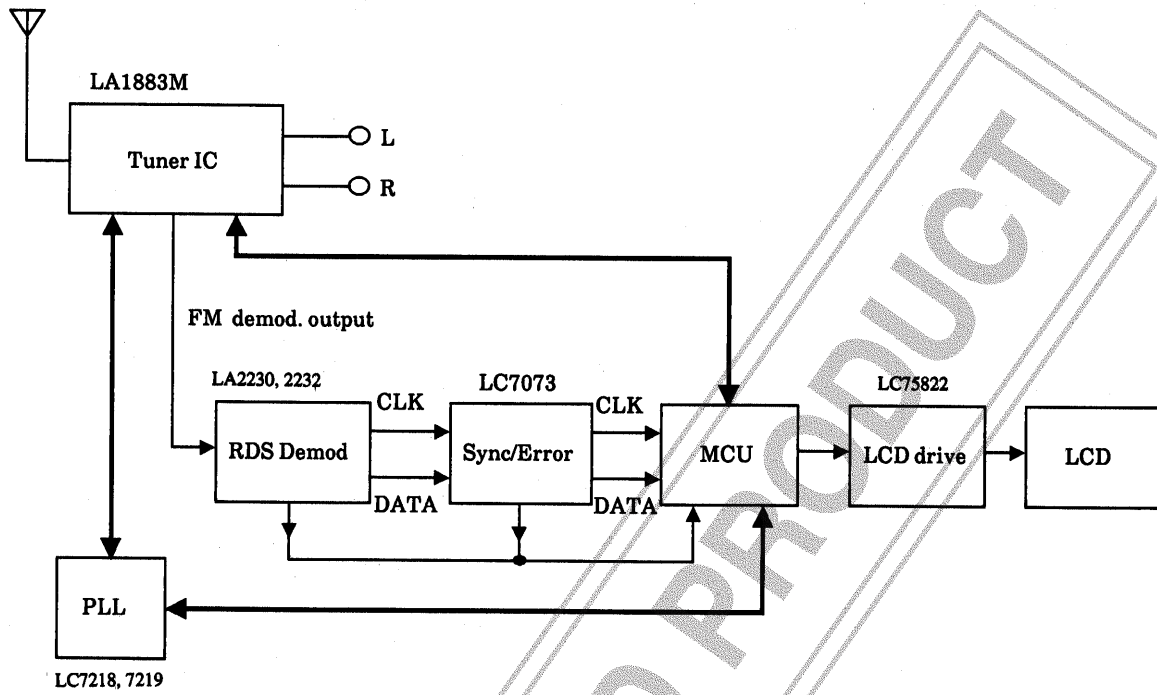 LA1883M
Tuner IC
L
R
FM demod. output
LA2230, 2232
RDS Demod
CLK
DATA
LC7073
Sync/Error
CLK
DATA
MCU
LC75822
LCD drive
LCD
PLL
LC7218, 7219
D PRODUCT